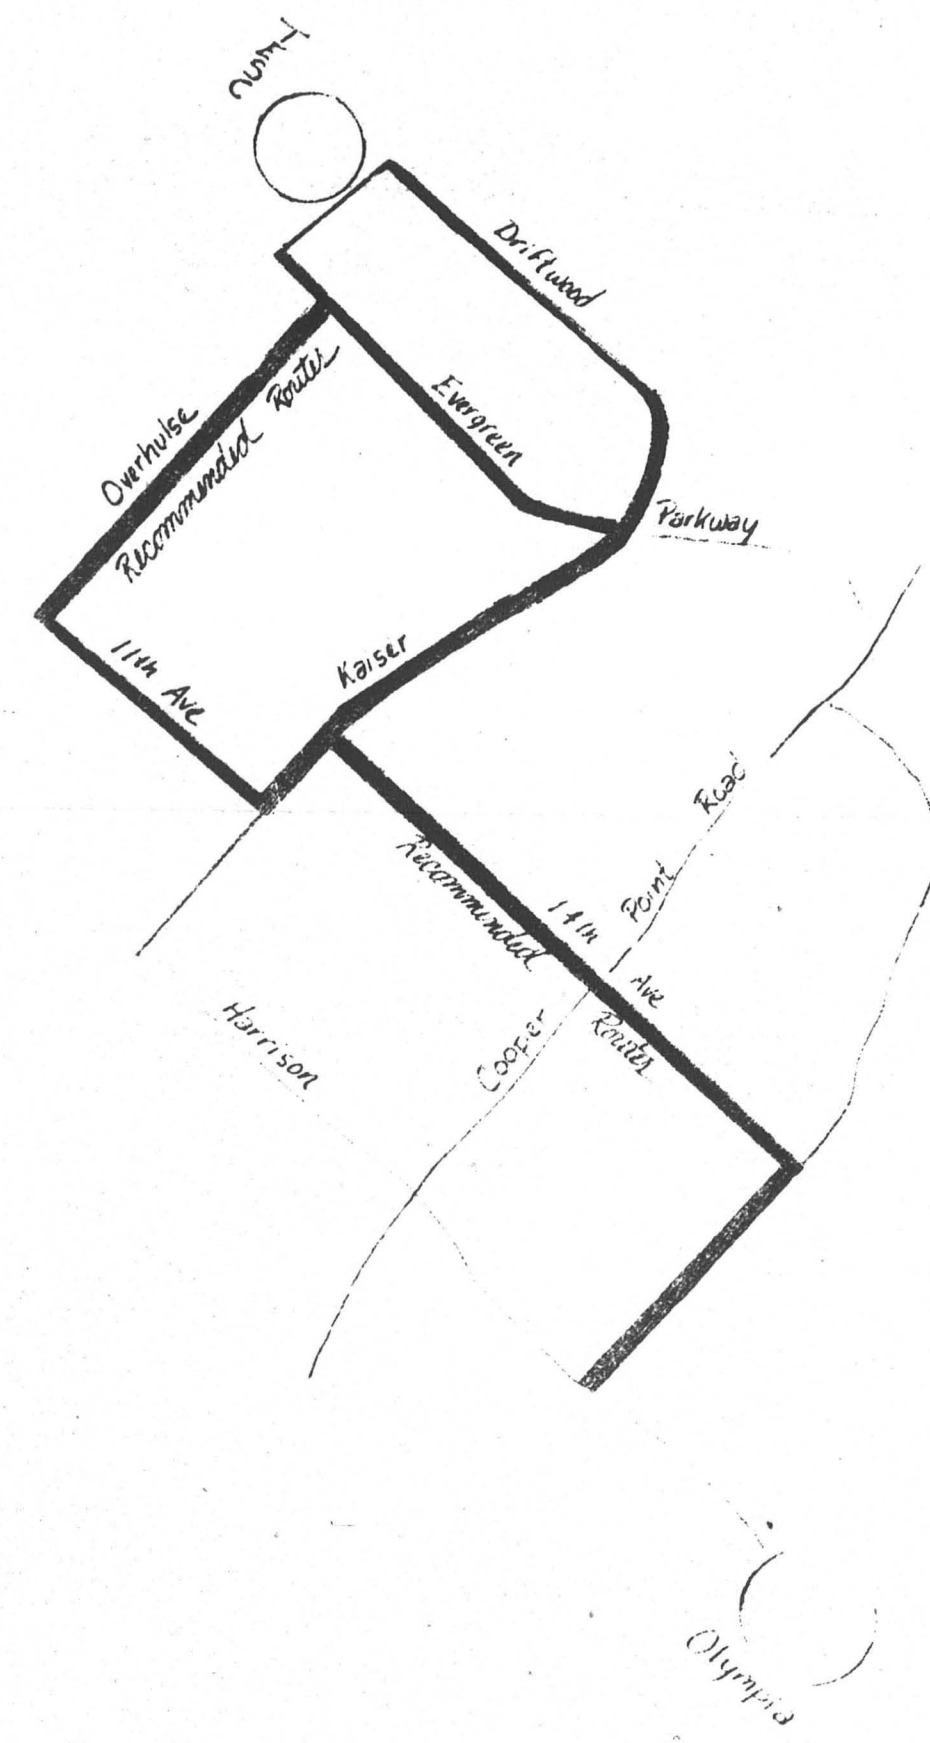 TESC
Driftwood
Evergreen
Parkway
Overhulse
Recommended Routes
11th Ave
Kaiser
Recommended Routes
14th Ave
Cooper Point Road
Harrison
Olympia